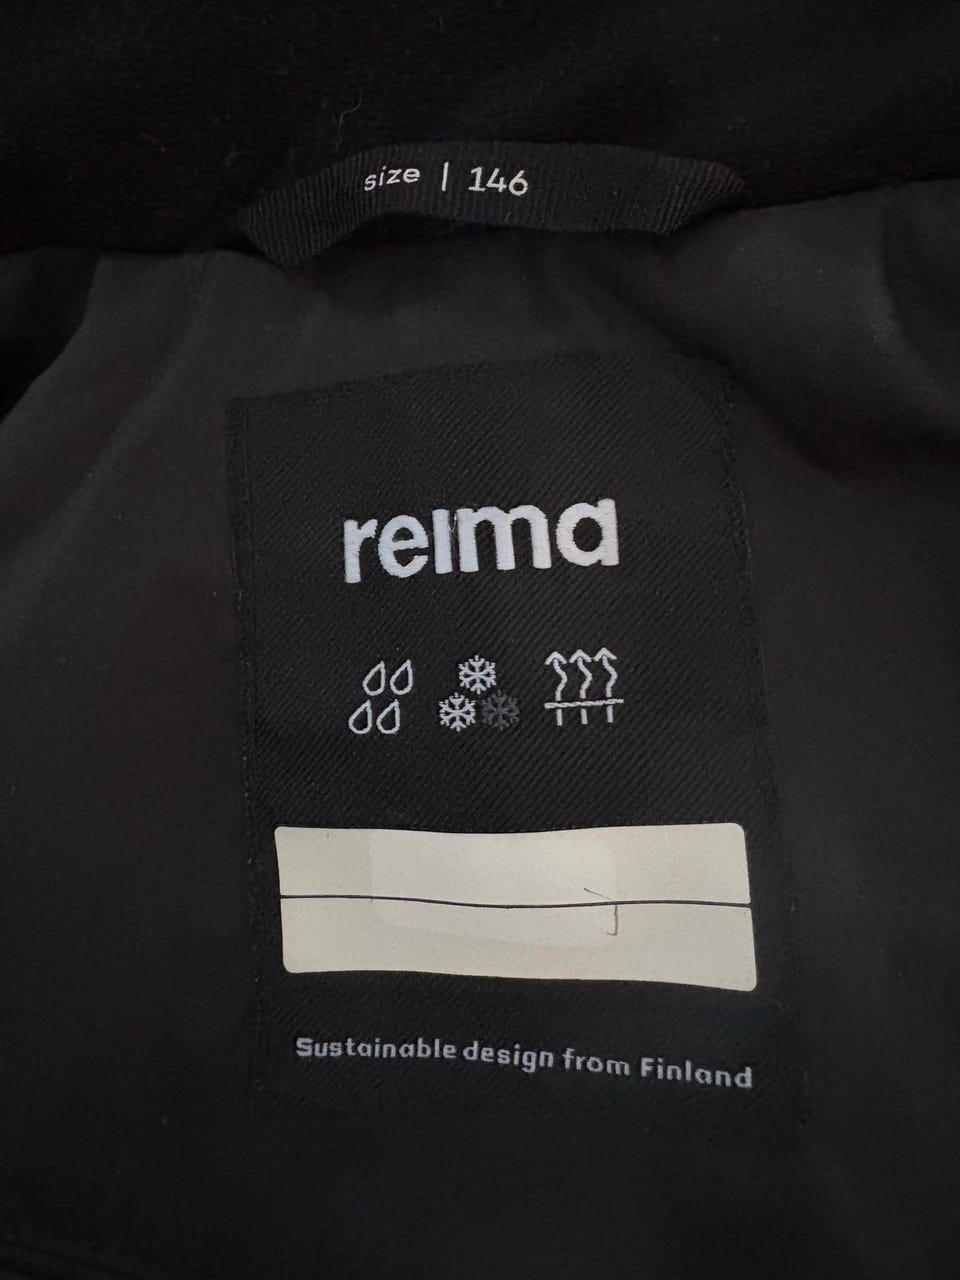 size | 146
reima
Sustainable design from Finland